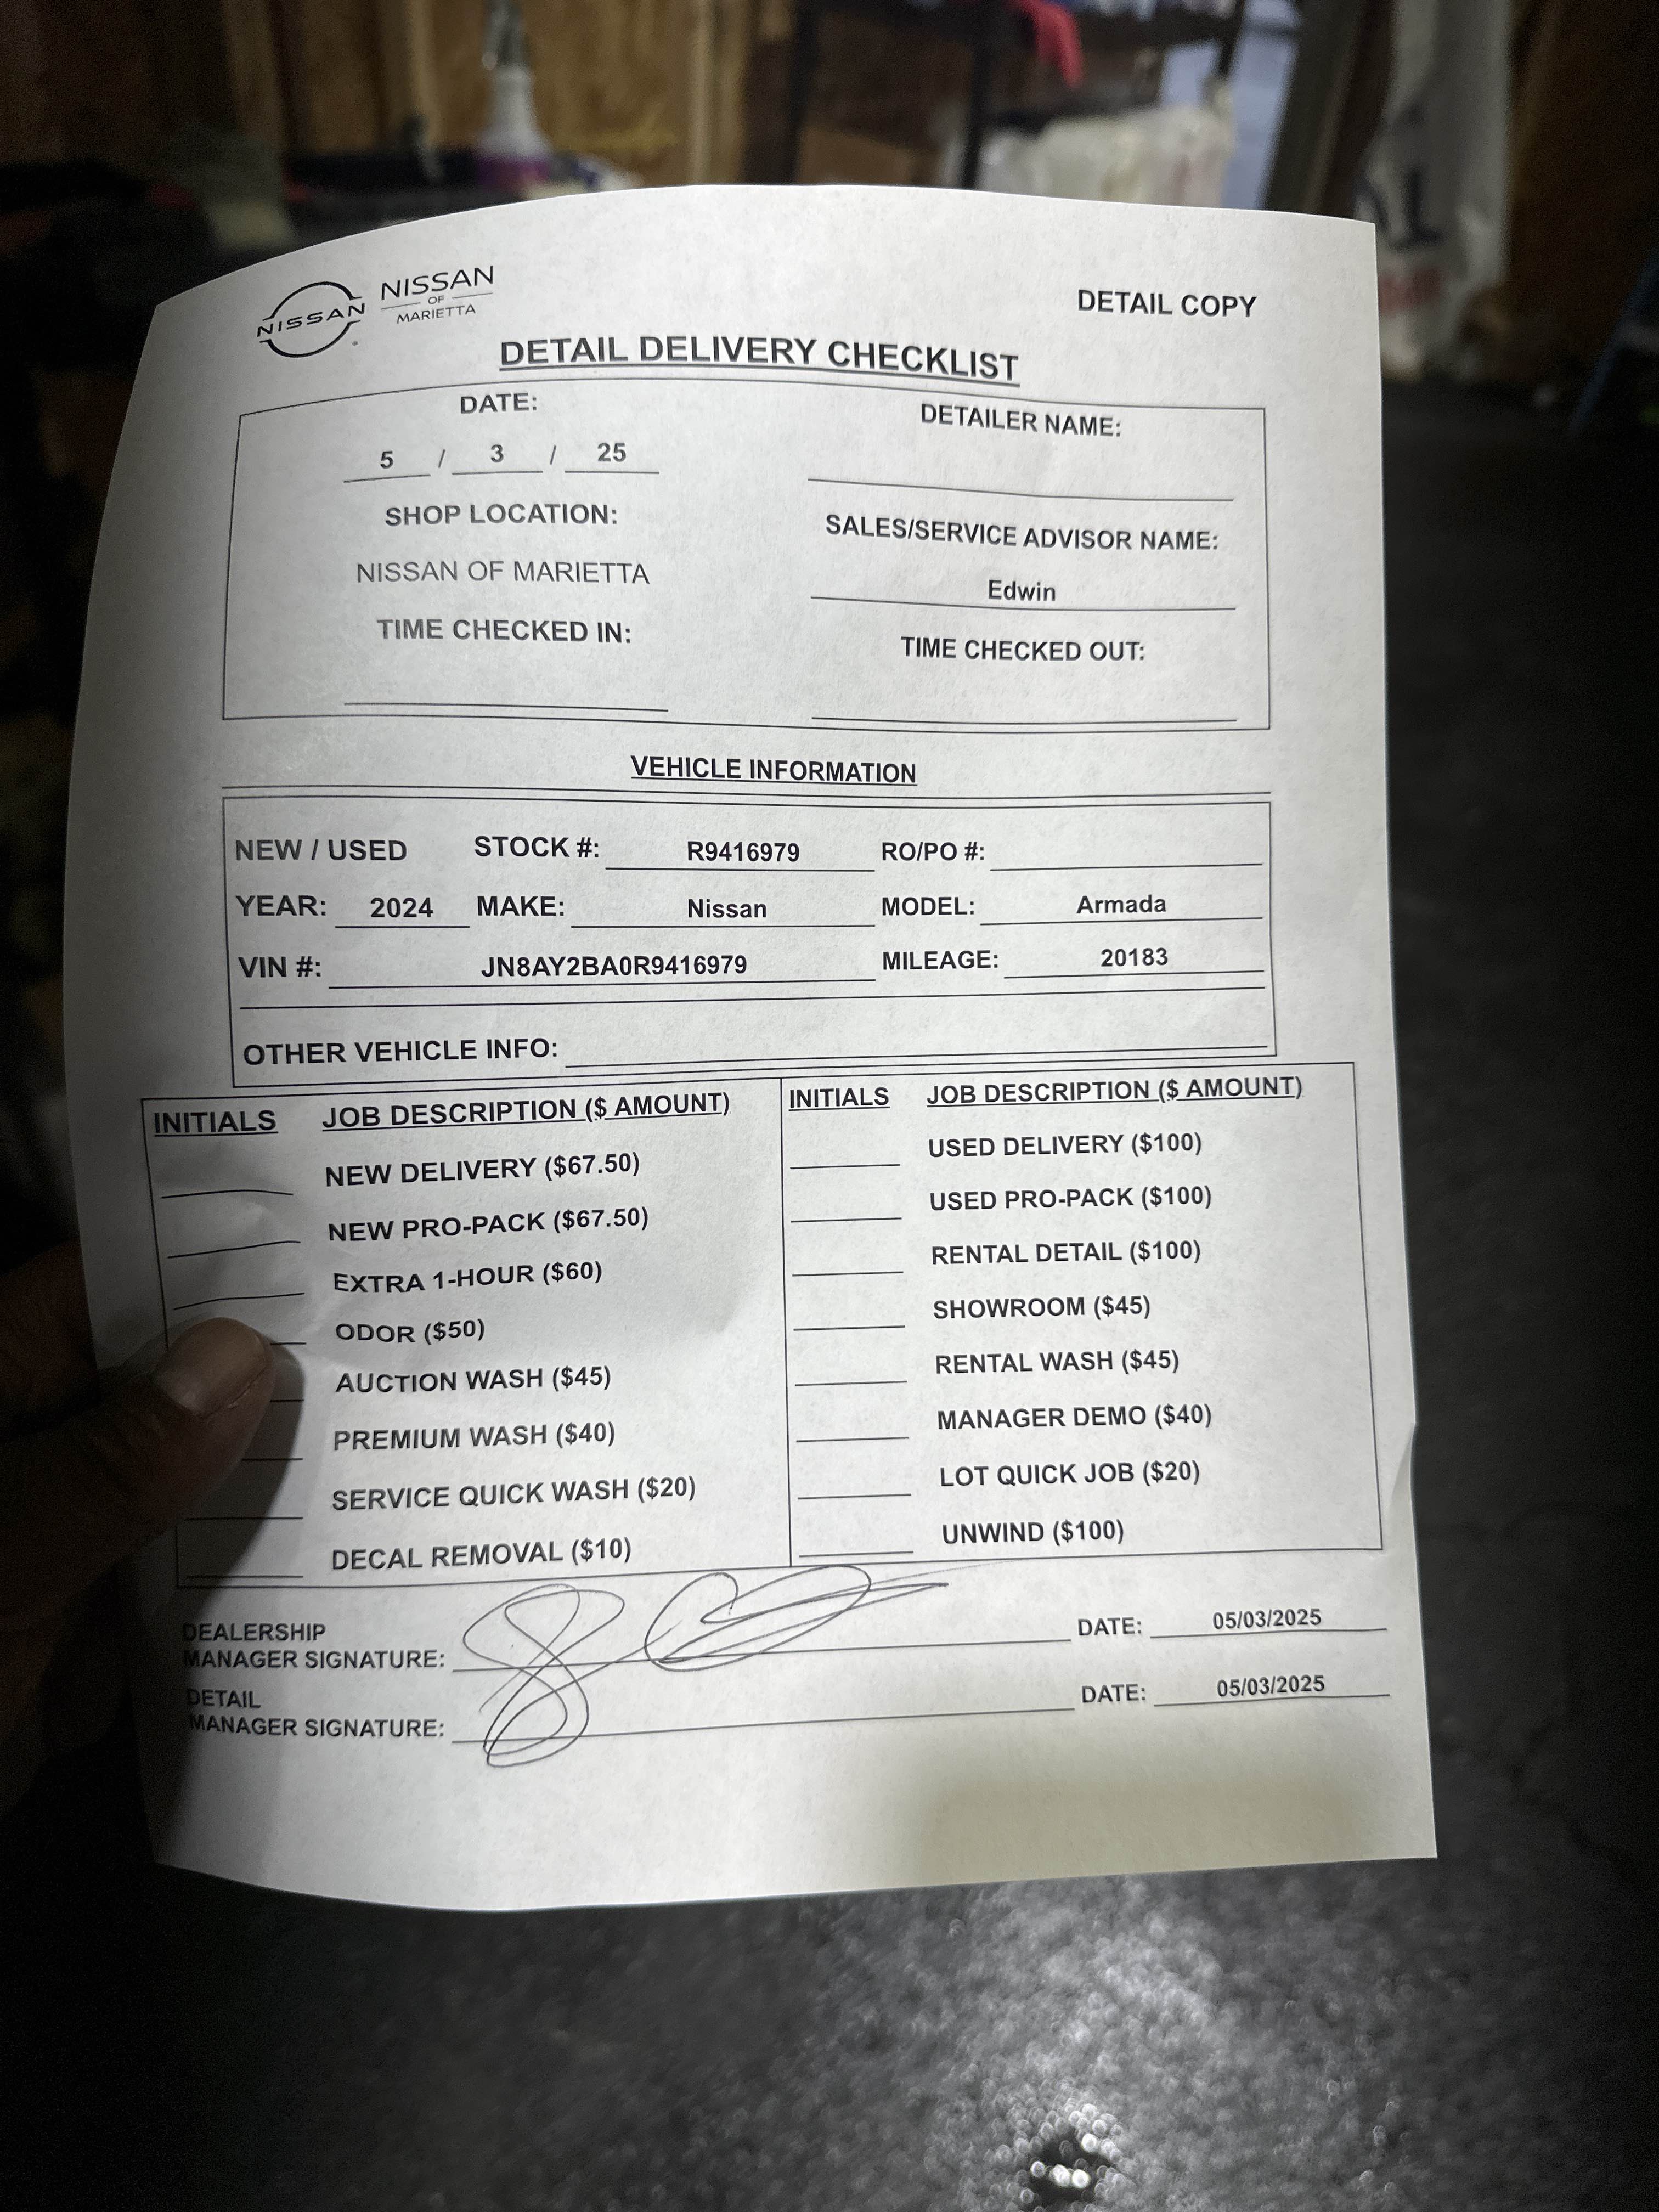 NISSAN
NISSAN
OF
MARIETTA
DETAIL COPY
DETAIL DELIVERY CHECKLIST
DATE:
5 / 3 / 25
SHOP LOCATION:
NISSAN OF MARIETTA
TIME CHECKED IN:
DETAILER NAME:
SALES/SERVICE ADVISOR NAME:
Edwin
TIME CHECKED OUT:
VEHICLE INFORMATION
NEW / USED STOCK #: R9416979 RO/PO #:
YEAR: 2024 MAKE: Nissan MODEL: Armada
VIN #: JN8AY2BA0R9416979 MILEAGE: 20183
OTHER VEHICLE INFO:
INITIALS JOB DESCRIPTION ($ AMOUNT)
NEW DELIVERY ($67.50)
NEW PRO-PACK ($67.50)
EXTRA 1-HOUR ($60)
ODOR ($50)
AUCTION WASH ($45)
PREMIUM WASH ($40)
SERVICE QUICK WASH ($20)
DECAL REMOVAL ($10)
INITIALS JOB DESCRIPTION ($ AMOUNT)
USED DELIVERY ($100)
USED PRO-PACK ($100)
RENTAL DETAIL ($100)
SHOWROOM ($45)
RENTAL WASH ($45)
MANAGER DEMO ($40)
LOT QUICK JOB ($20)
UNWIND ($100)
DEALERSHIP
MANAGER SIGNATURE: DATE: 05/03/2025
DETAIL
MANAGER SIGNATURE: DATE: 05/03/2025